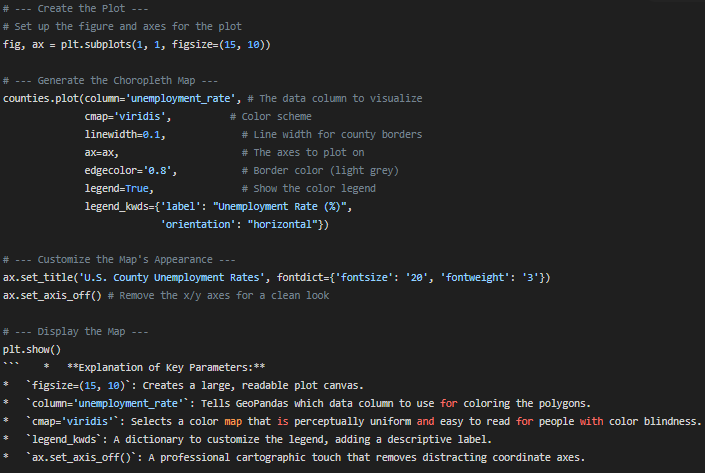 # --- Create the Plot ---
# Set up the figure and axes for the plot
fig, ax = plt.subplots(1, 1, figsize=(15, 10))

# --- Generate the Choropleth Map ---
counties.plot(column='unemployment_rate', # The data column to visualize
             cmap='viridis',         # Color scheme
             linewidth=0.1,            # Line width for county borders
             ax=ax,                    # The axes to plot on
             edgecolor='0.8',          # Border color (light grey)
             legend=True,              # Show the color legend
             legend_kwds={'label': "Unemployment Rate (%)",
                         'orientation': "horizontal"})

# --- Customize the Map's Appearance ---
ax.set_title('U.S. County Unemployment Rates', fontdict={'fontsize': '20', 'fontweight': '3'})
ax.set_axis_off() # Remove the x/y axes for a clean look

# --- Display the Map ---
plt.show()
```    *   **Explanation of Key Parameters:**
*   `figsize=(15, 10)`: Creates a large, readable plot canvas.
*   `column='unemployment_rate'`: Tells GeoPandas which data column to use for coloring the polygons.
*   `cmap='viridis'`: Selects a color map that is perceptually uniform and easy to read for people with color blindness.
*   `legend_kwds`: A dictionary to customize the legend, adding a descriptive label.
*   `ax.set_axis_off()`: A professional cartographic touch that removes distracting coordinate axes.